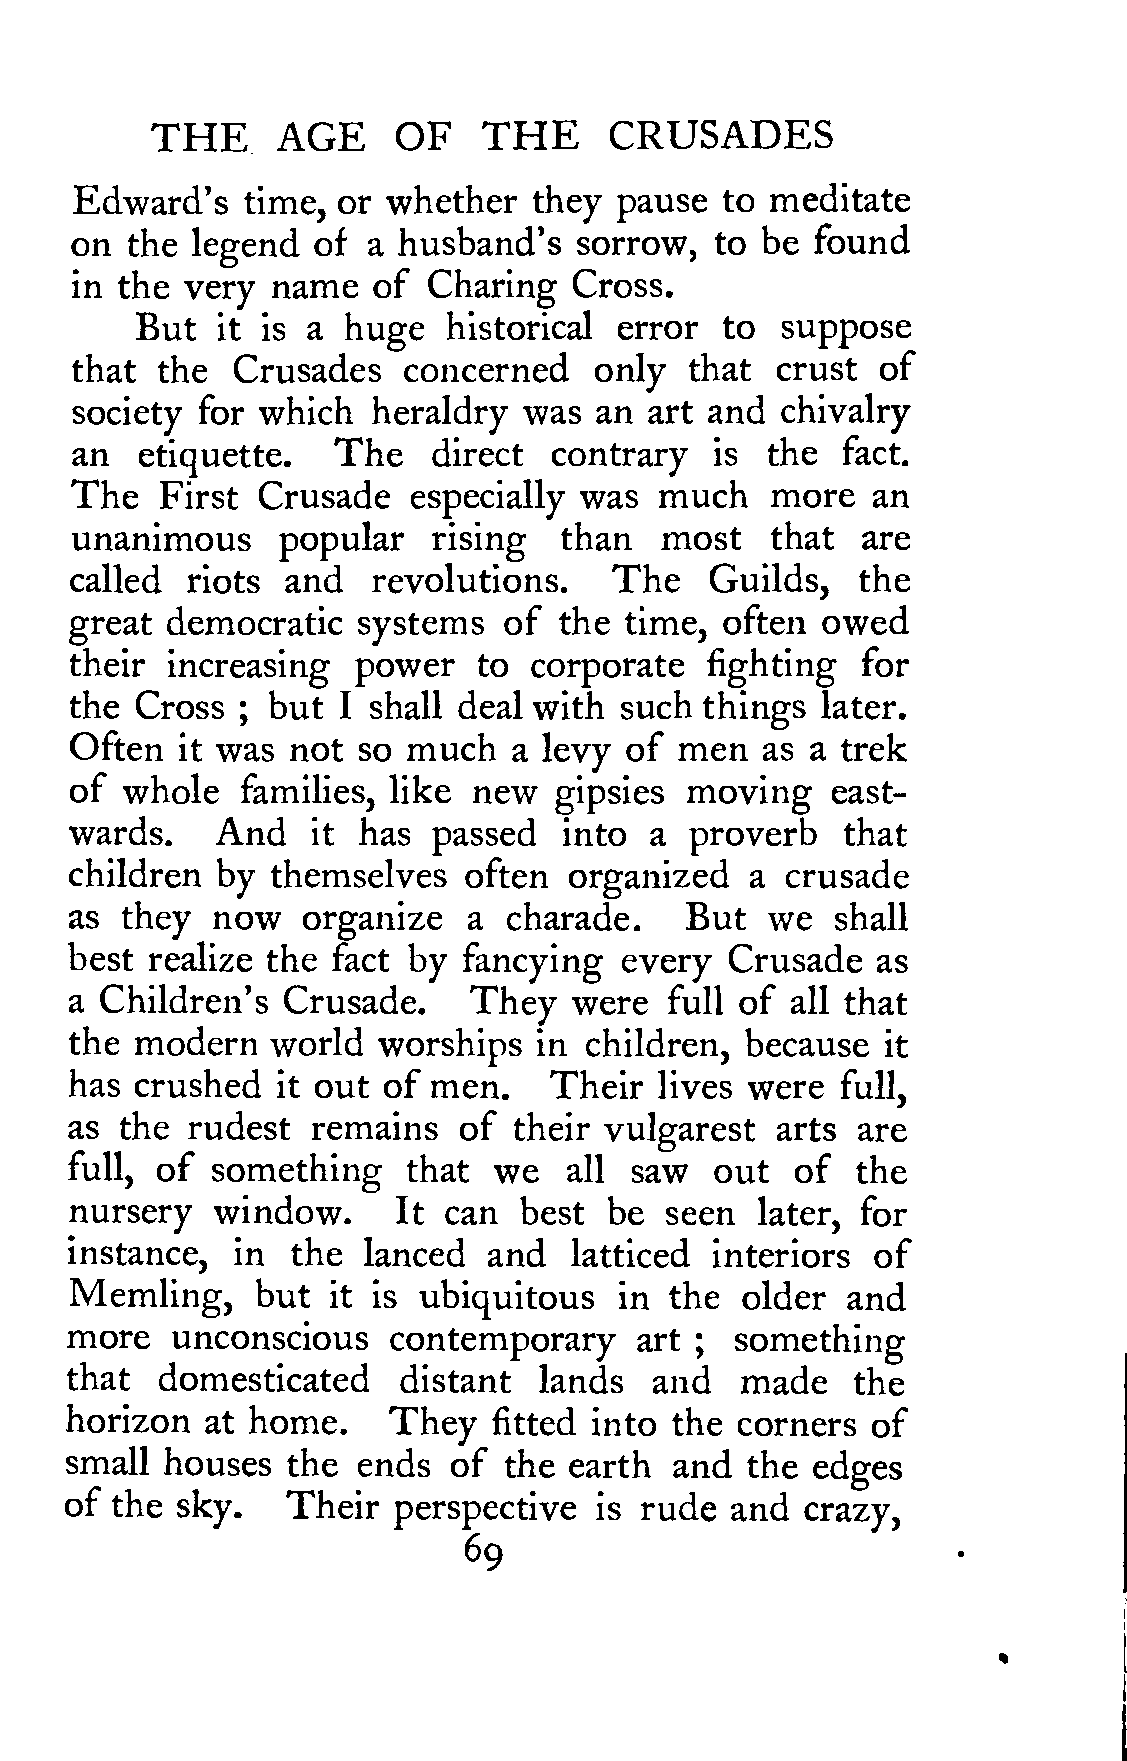 THE AGE OF THE CRUSADES
Edward's time, or whether they pause to meditate
on the legend of a husband's sorrow, to be found
in the very name of Charing Cross.
But it is a huge historical error to suppose
that the Crusades concerned only that crust of
society for which heraldry was an art and chivalry
an etiquette. The direct contrary is the fact.
The First Crusade especially was much more an
unanimous popular rising than most that are
called riots and revolutions. The Guilds, the
great democratic systems of the time, often owed
their increasing power to corporate fighting for
the Cross ; but I shall deal with such things later.
Often it was not so much a levy of men as a trek
of whole families, like new gipsies moving east-
wards. And it has passed into a proverb that
children by themselves often organized a crusade
as they now organize a charade. But we shall
best realize the fact by fancying every Crusade as
a Children's Crusade. They were full of all that
the modern world worships in children, because it
has crushed it out of men. Their lives were full,
as the rudest remains of their vulgarest arts are
full, of something that we all saw out of the
nursery window. It can best be seen later, for
instance, in the lanced and latticed interiors of
Memling, but it is ubiquitous in the older and
more unconscious contemporary art ; something
that domesticated distant lands and made the
horizon at home. They fitted into the corners of
small houses the ends of the earth and the edges
of the sky. Their perspective is rude and crazy,
69